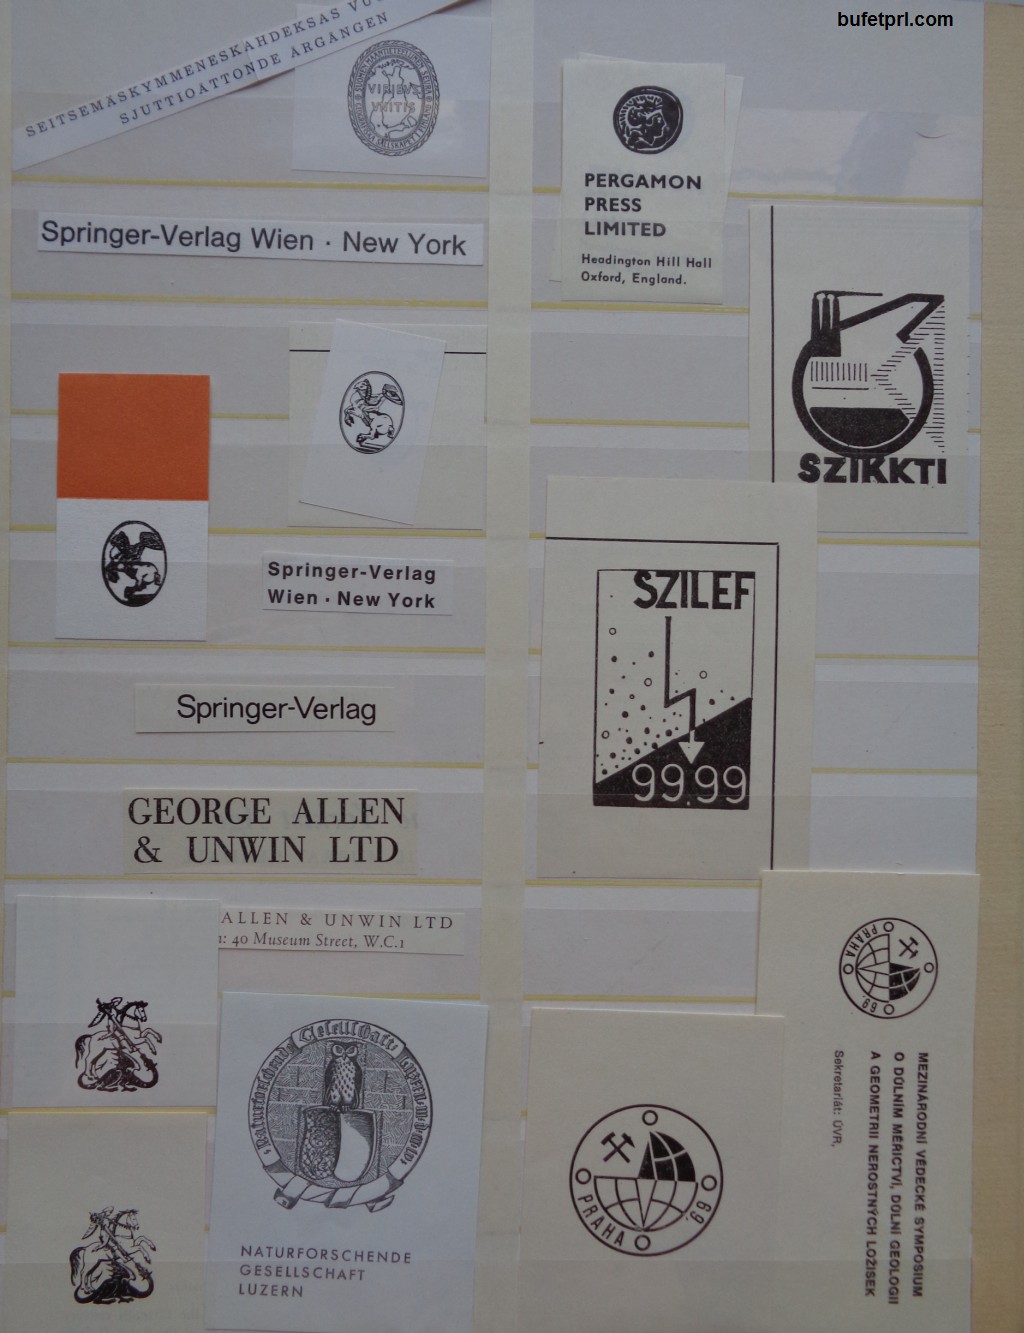 bufetprl.com
SEITSEMÄSKYMMENESKAHDEKSAS
SJUTTIOÅTTONDE ÅRGÅNGEN
VIRIBUS
UNITIS
PERGAMON
PRESS
LIMITED
Headington Hill Hall
Oxford, England.
Springer-Verlag Wien · New York
SZIKKTI
Springer-Verlag
Wien · New York
SZILEF
99.99
Springer-Verlag
GEORGE ALLEN
& UNWIN LTD
ALLEN & UNWIN LTD
40 Museum Street, W.C.1
PRAHA
69
MEZINÁRODNÍ VĚDECKÉ SYMPOSIUM
O DŮLNÍM MĚŘICTVÍ, DŮLNÍ GEOLOGII
A GEOMETRII NEROSTNÝCH LOŽISEK
Sekretariát: ÚVR,
Naturforschende Gesellschaft Luzern
NATURFORSCHENDE
GESELLSCHAFT
LUZERN
PRAHA
69